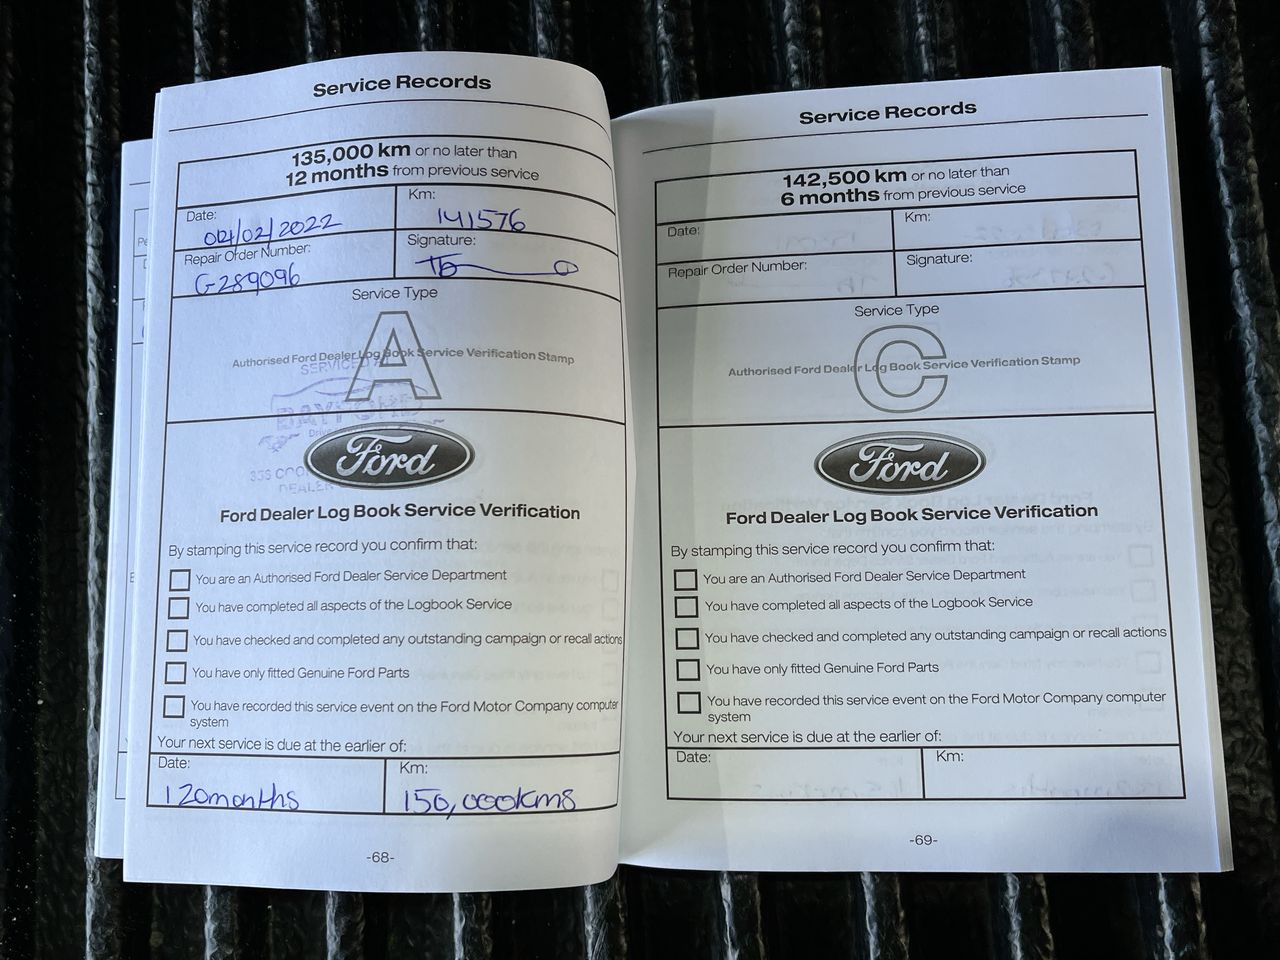 Service Records
135,000 km or no later than
12 months from previous service
Date:
Km:
04/02/2022
141576
Repair Order Number:
Signature:
G289096
Service Type
A
Authorised Ford Dealer Log Book Service Verification Stamp
SERVICED
BAYFORD
Driv
DEALER
Ford
Ford Dealer Log Book Service Verification
By stamping this service record you confirm that:
You are an Authorised Ford Dealer Service Department
You have completed all aspects of the Logbook Service
You have checked and completed any outstanding campaign or recall actions
You have only fitted Genuine Ford Parts
You have recorded this service event on the Ford Motor Company computer
system
Your next service is due at the earlier of:
Date:
Km:
12 months
150,000kms
-68-
Service Records
142,500 km or no later than
6 months from previous service
Date:
Km:
Repair Order Number:
Signature:
Service Type
C
Authorised Ford Dealer Log Book Service Verification Stamp
Ford
Ford Dealer Log Book Service Verification
By stamping this service record you confirm that:
You are an Authorised Ford Dealer Service Department
You have completed all aspects of the Logbook Service
You have checked and completed any outstanding campaign or recall actions
You have only fitted Genuine Ford Parts
You have recorded this service event on the Ford Motor Company computer
system
Your next service is due at the earlier of:
Date:
Km:
-69-